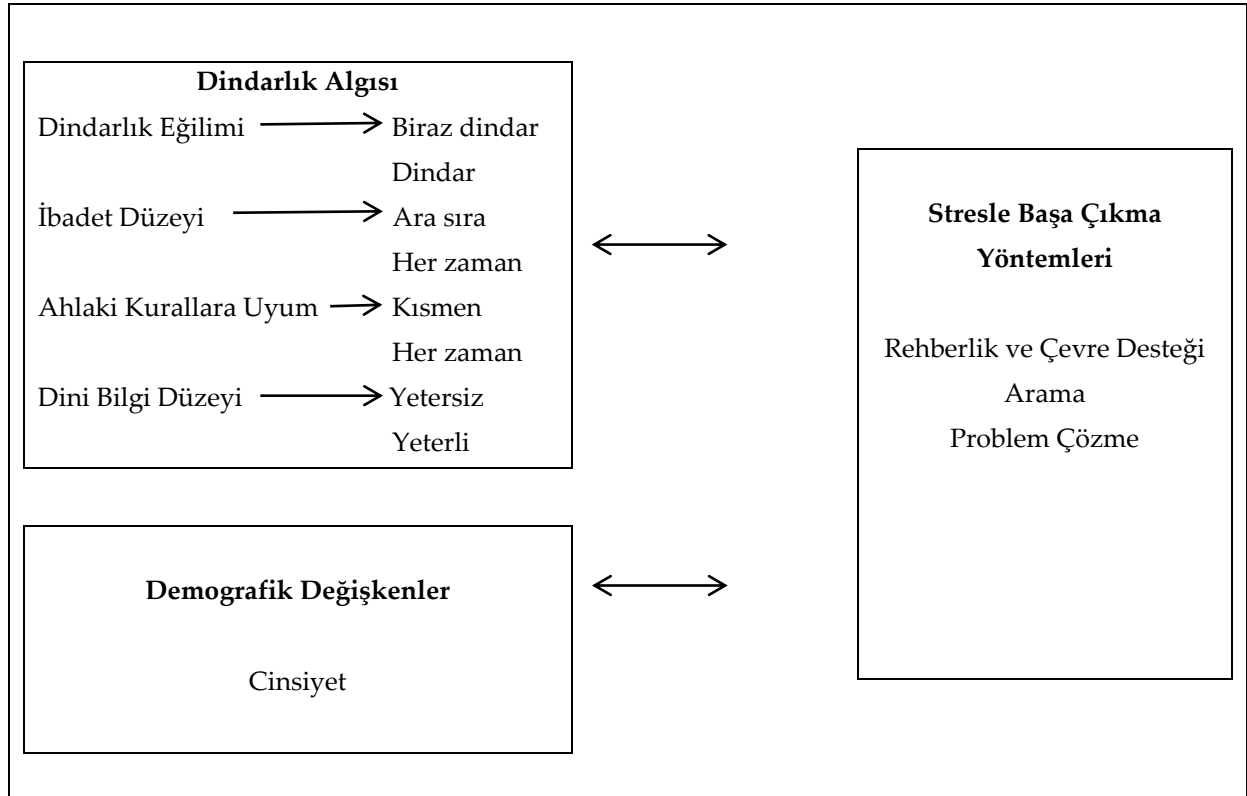 Dindarlık Algısı
Dindarlık Eğilimi Biraz dindar
Dindar
İbadet Düzeyi Ara sıra
Her zaman
Ahlaki Kurallara Uyum Kısmen
Her zaman
Dini Bilgi Düzeyi Yetersiz
Yeterli
Demografik Değişkenler
Cinsiyet
Stresle Başa Çıkma
Yöntemleri
Rehberlik ve Çevre Desteği
Arama
Problem Çözme